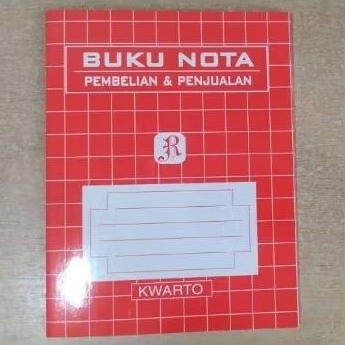 BUKU NOTA
PEMBELIAN & PENJUALAN
R
KWARTO